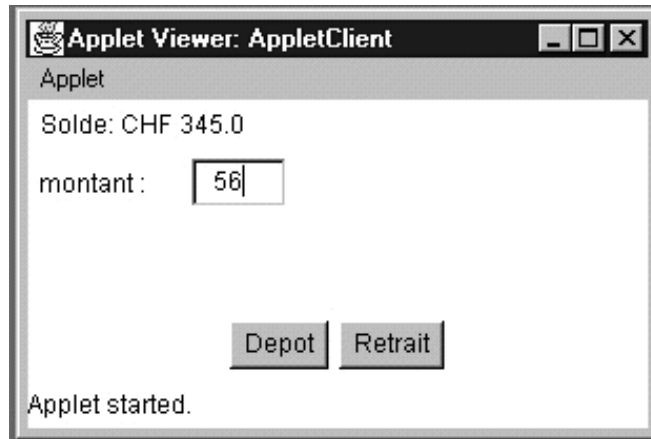 Applet Viewer: AppletClient
Applet
Solde: CHF 345.0
montant : 56
Depot Retrait
Applet started.